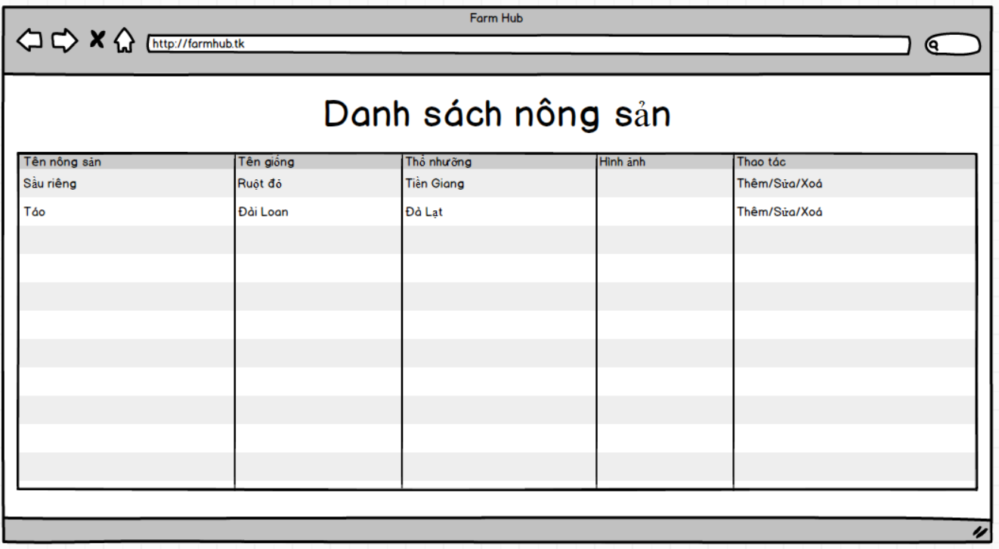 Farm Hub
http://farmhub.tk
Danh sách nông sản
Tên nông sản Tên giống Thổ nhưỡng Hình ảnh Thao tác
Sầu riêng Ruột đỏ Tiền Giang Thêm/Sửa/Xoá
Táo Đài Loan Đà Lạt Thêm/Sửa/Xoá